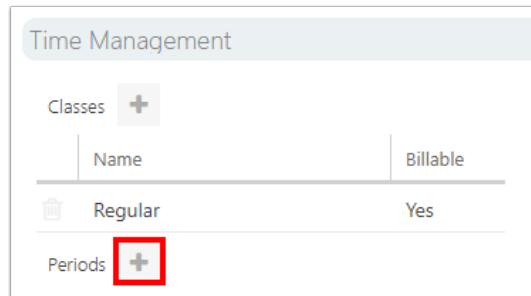 Time Management
Classes +
Name Billable
Regular Yes
Periods +